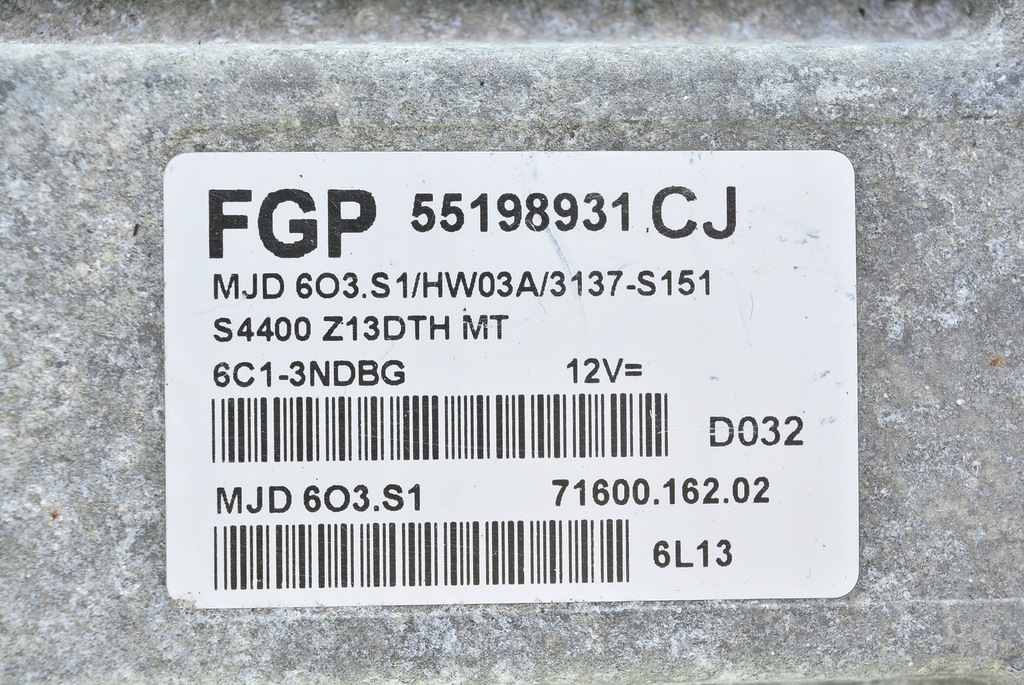 FGP 55198931 CJ
MJD 6O3.S1/HW03A/3137-S151
S4400 Z13DTH MT
6C1-3NDBG 12V=
D032
MJD 6O3.S1 71600.162.02
6L13